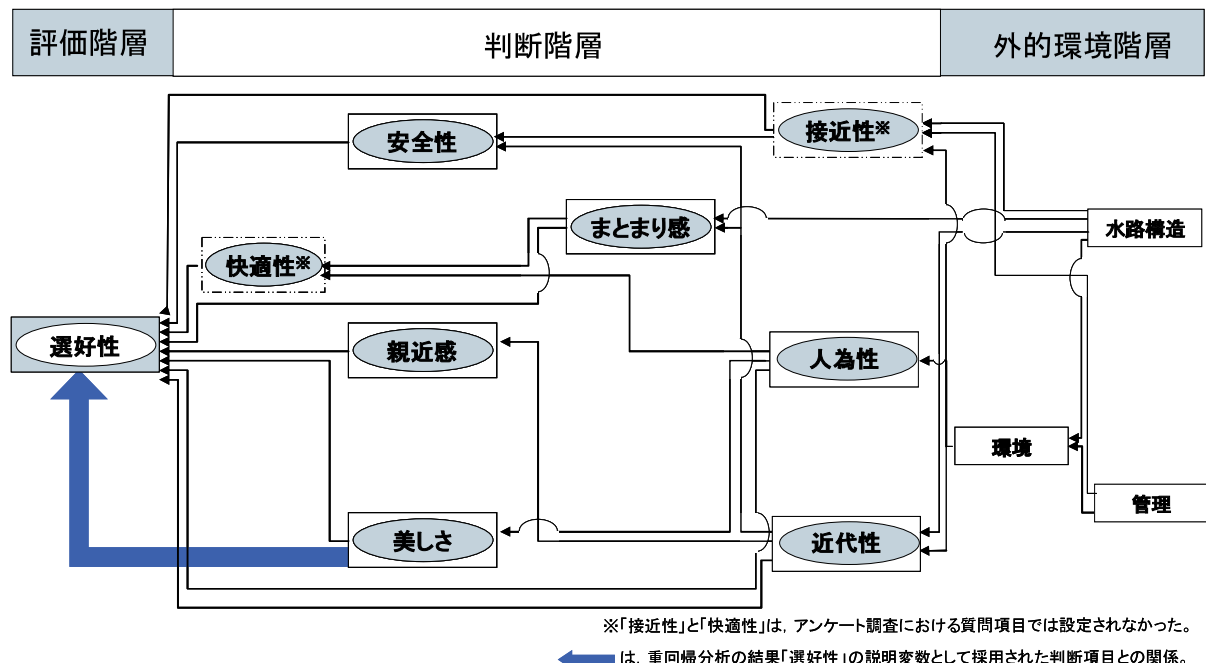 評価階層
判断階層
外的環境階層
接近性※
安全性
まとまり感
水路構造
快適性※
選好性
親近感
人為性
環境
管理
美しさ
近代性
※「接近性」と「快適性」は，アンケート調査における質問項目では設定されなかった。
は，重回帰分析の結果「選好性」の説明変数として採用された判断項目との関係。